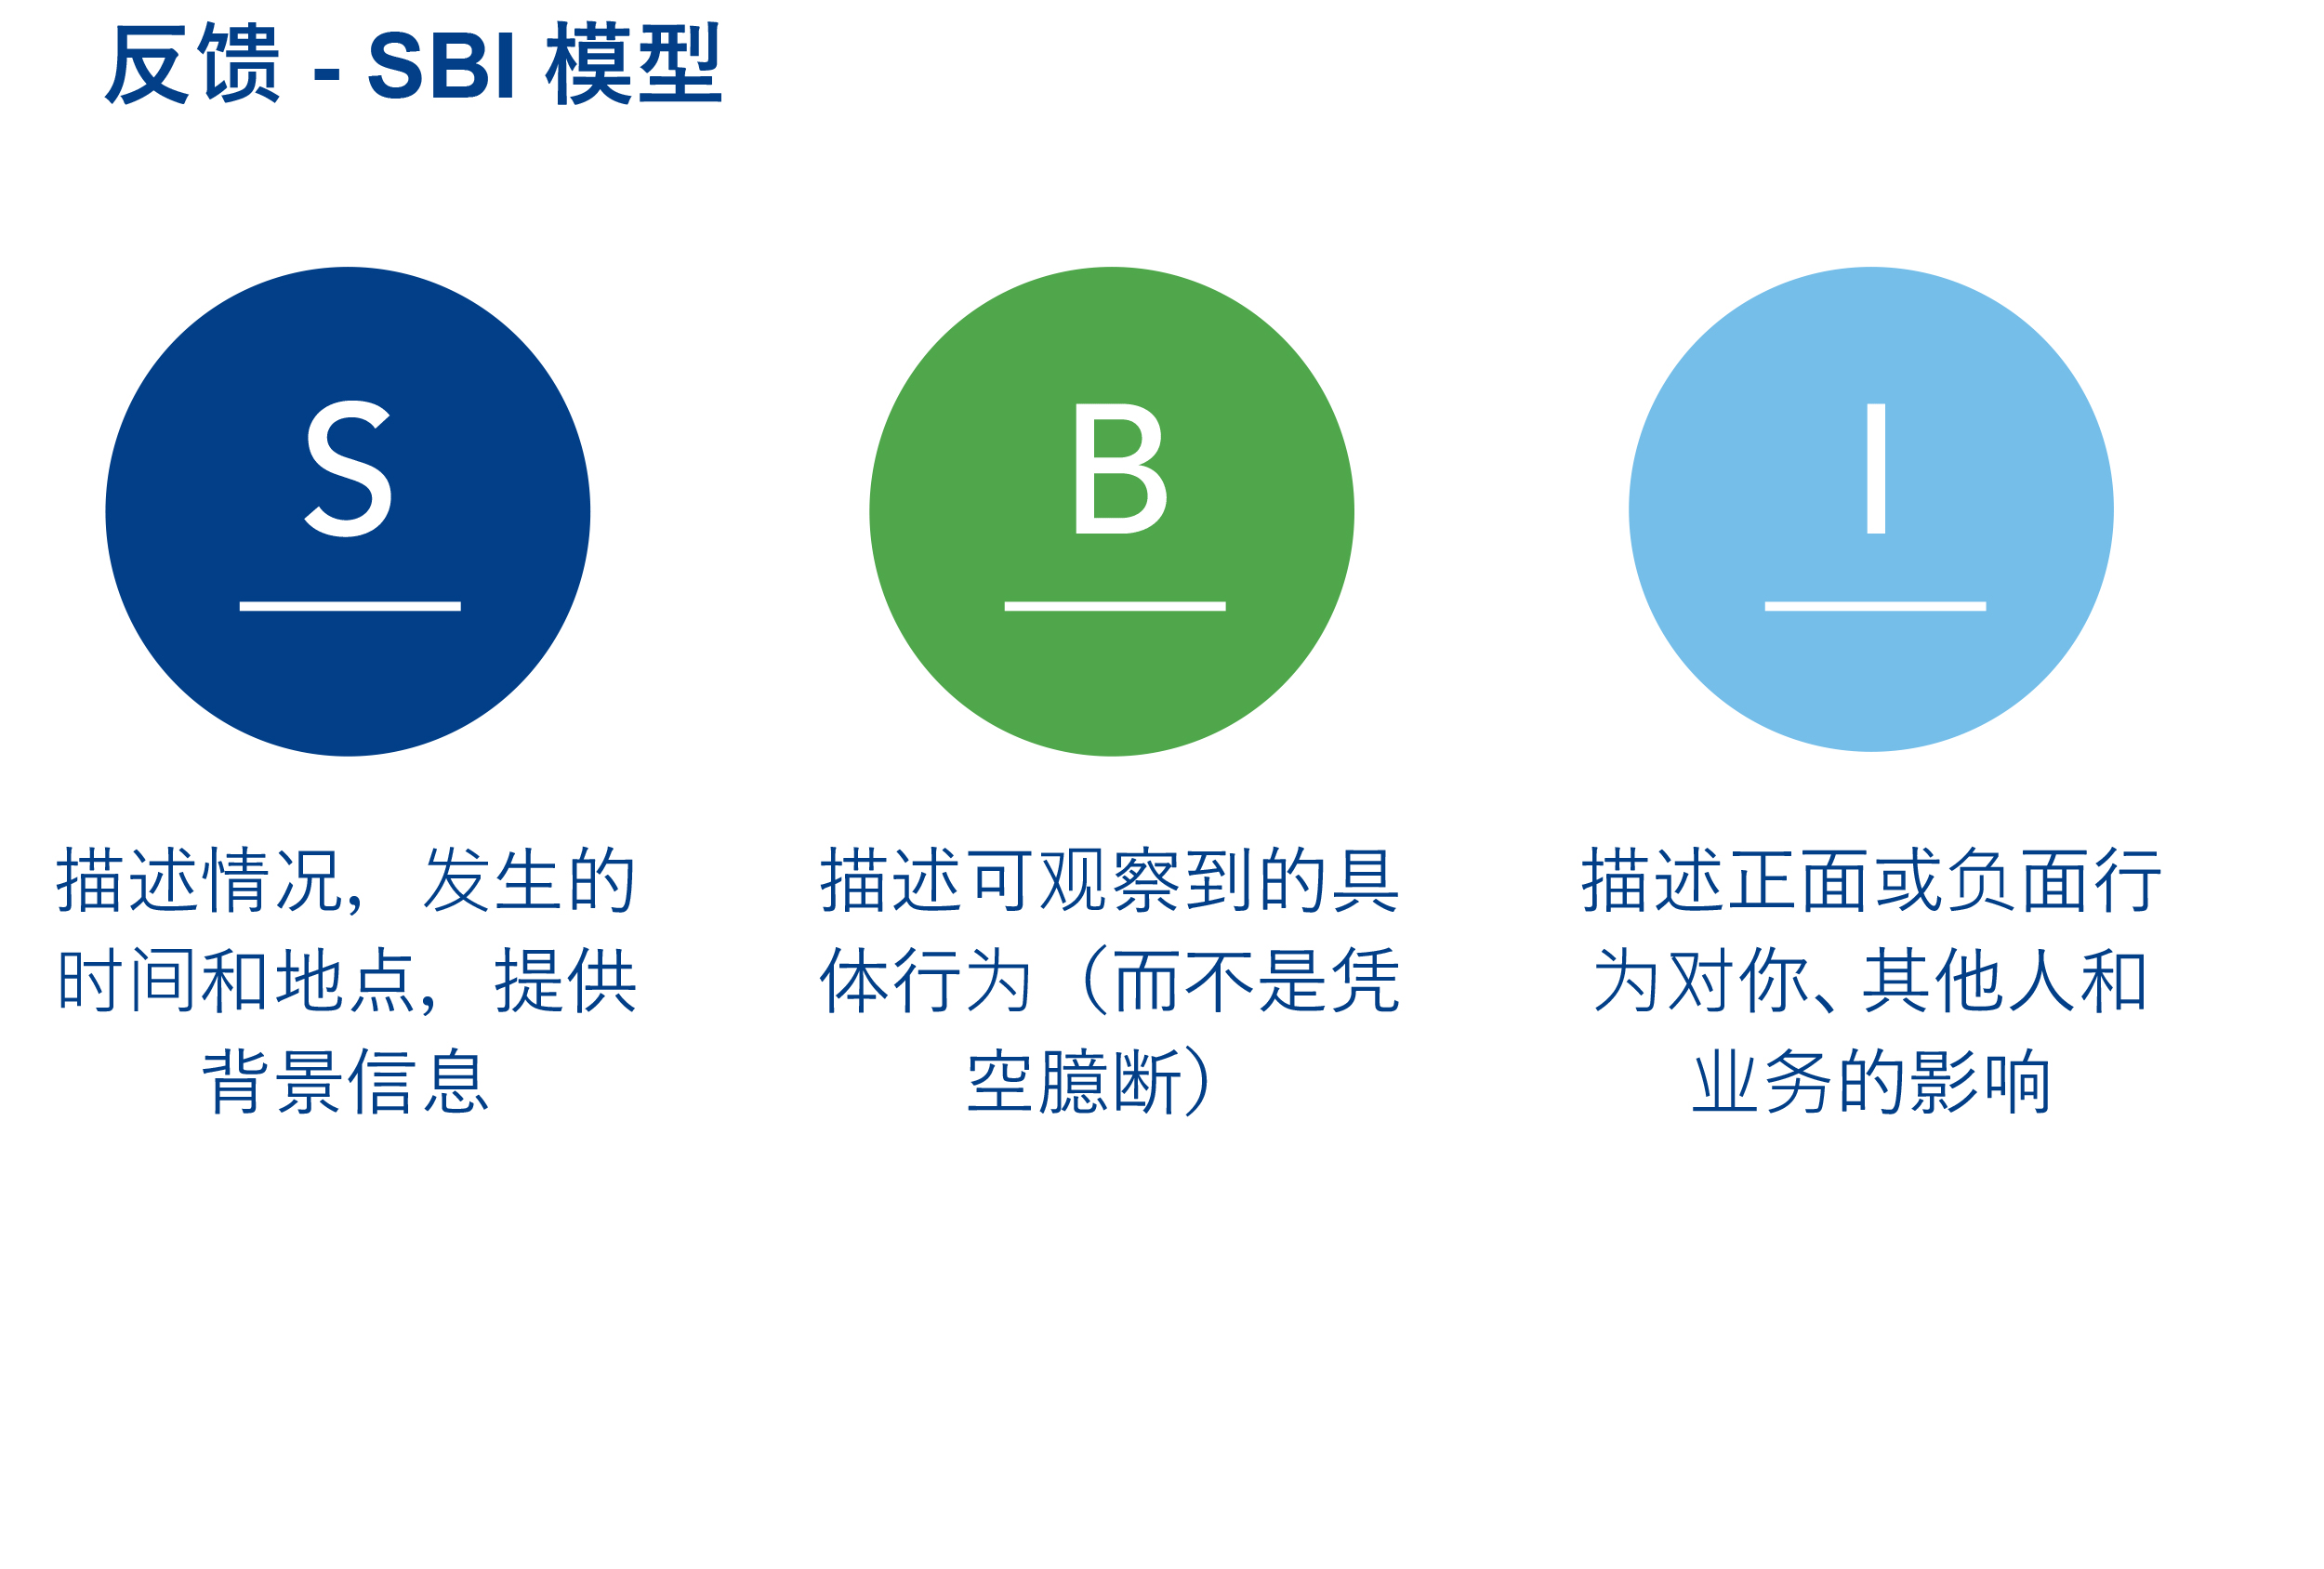 反馈 - SBI 模型
S
B
I
描述情况，发生的
时间和地点，提供
背景信息
描述可观察到的具
体行为（而不是凭
空臆断）
描述正面或负面行
为对你、其他人和
业务的影响